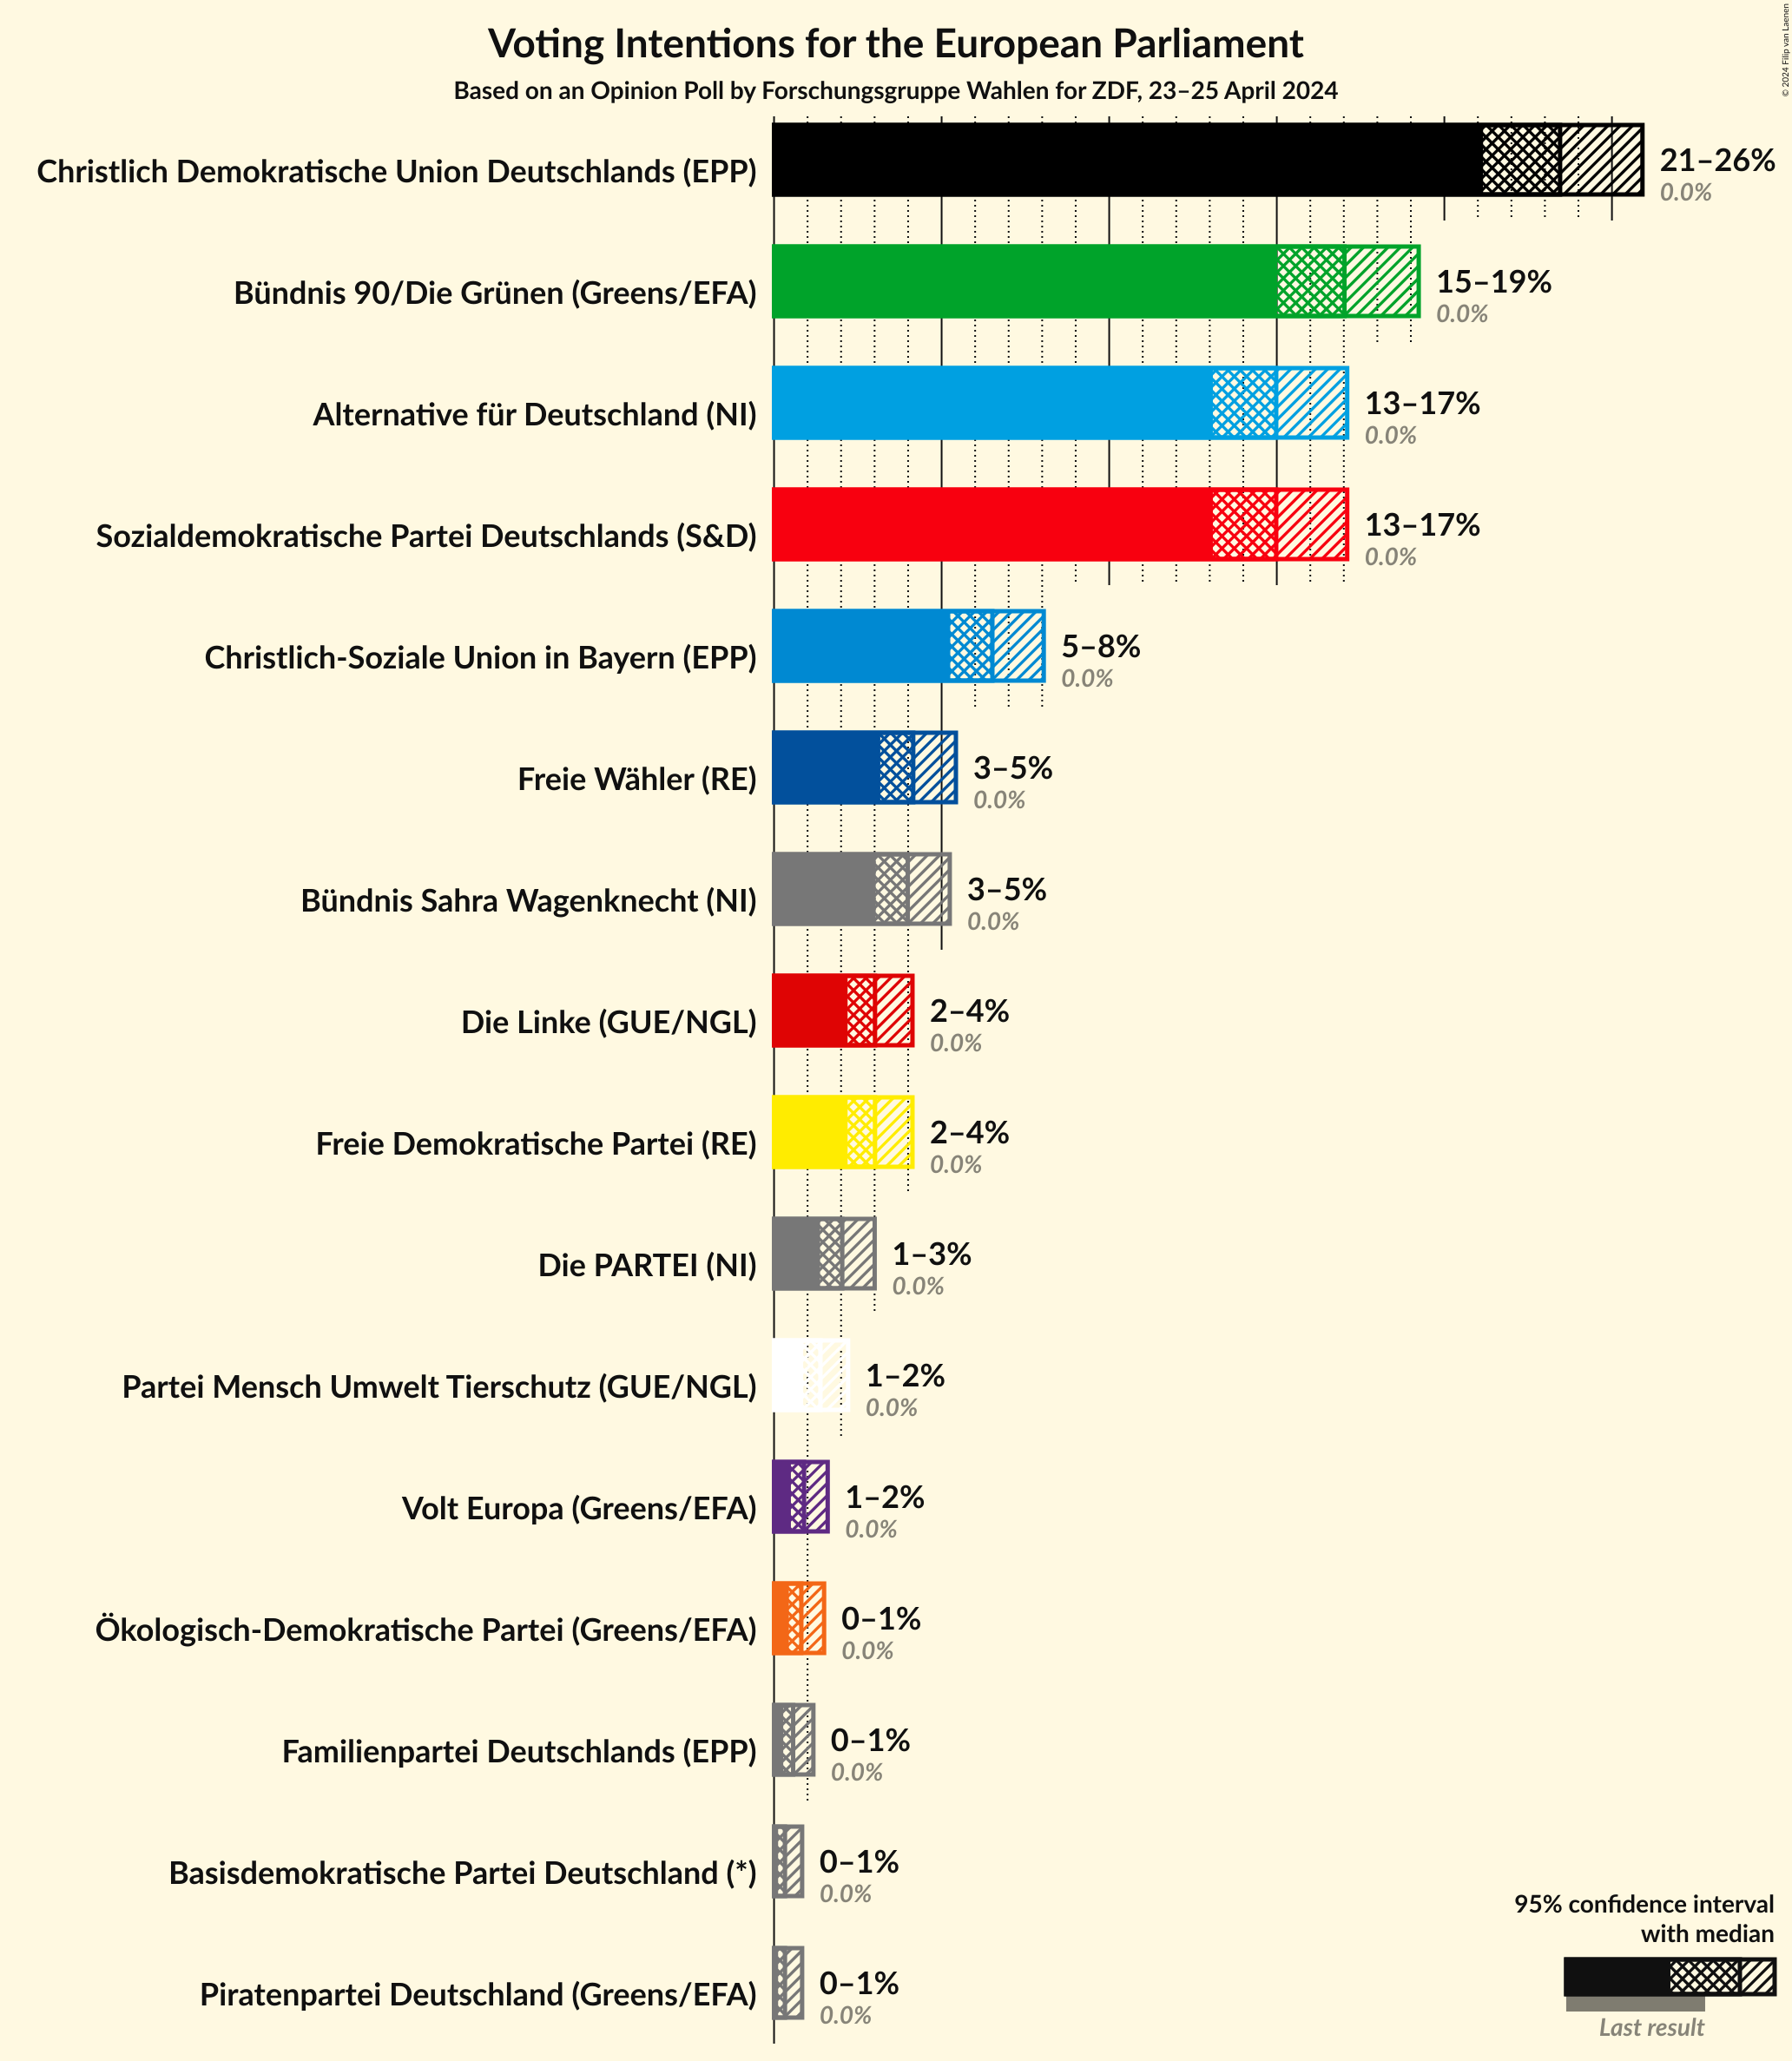 Voting Intentions for the European Parliament
Based on an Opinion Poll by Forschungsgruppe Wahlen for ZDF, 23–25 April 2024
© 2024 Filip van Laenen
Christlich Demokratische Union Deutschlands (EPP)
21–26%
0.0%
Bündnis 90/Die Grünen (Greens/EFA)
15–19%
0.0%
Alternative für Deutschland (NI)
13–17%
0.0%
Sozialdemokratische Partei Deutschlands (S&D)
13–17%
0.0%
Christlich-Soziale Union in Bayern (EPP)
5–8%
0.0%
Freie Wähler (RE)
3–5%
0.0%
Bündnis Sahra Wagenknecht (NI)
3–5%
0.0%
Die Linke (GUE/NGL)
2–4%
0.0%
Freie Demokratische Partei (RE)
2–4%
0.0%
Die PARTEI (NI)
1–3%
0.0%
Partei Mensch Umwelt Tierschutz (GUE/NGL)
1–2%
0.0%
Volt Europa (Greens/EFA)
1–2%
0.0%
Ökologisch-Demokratische Partei (Greens/EFA)
0–1%
0.0%
Familienpartei Deutschlands (EPP)
0–1%
0.0%
Basisdemokratische Partei Deutschland (*)
0–1%
0.0%
Piratenpartei Deutschland (Greens/EFA)
0–1%
0.0%
95% confidence interval
with median
Last result